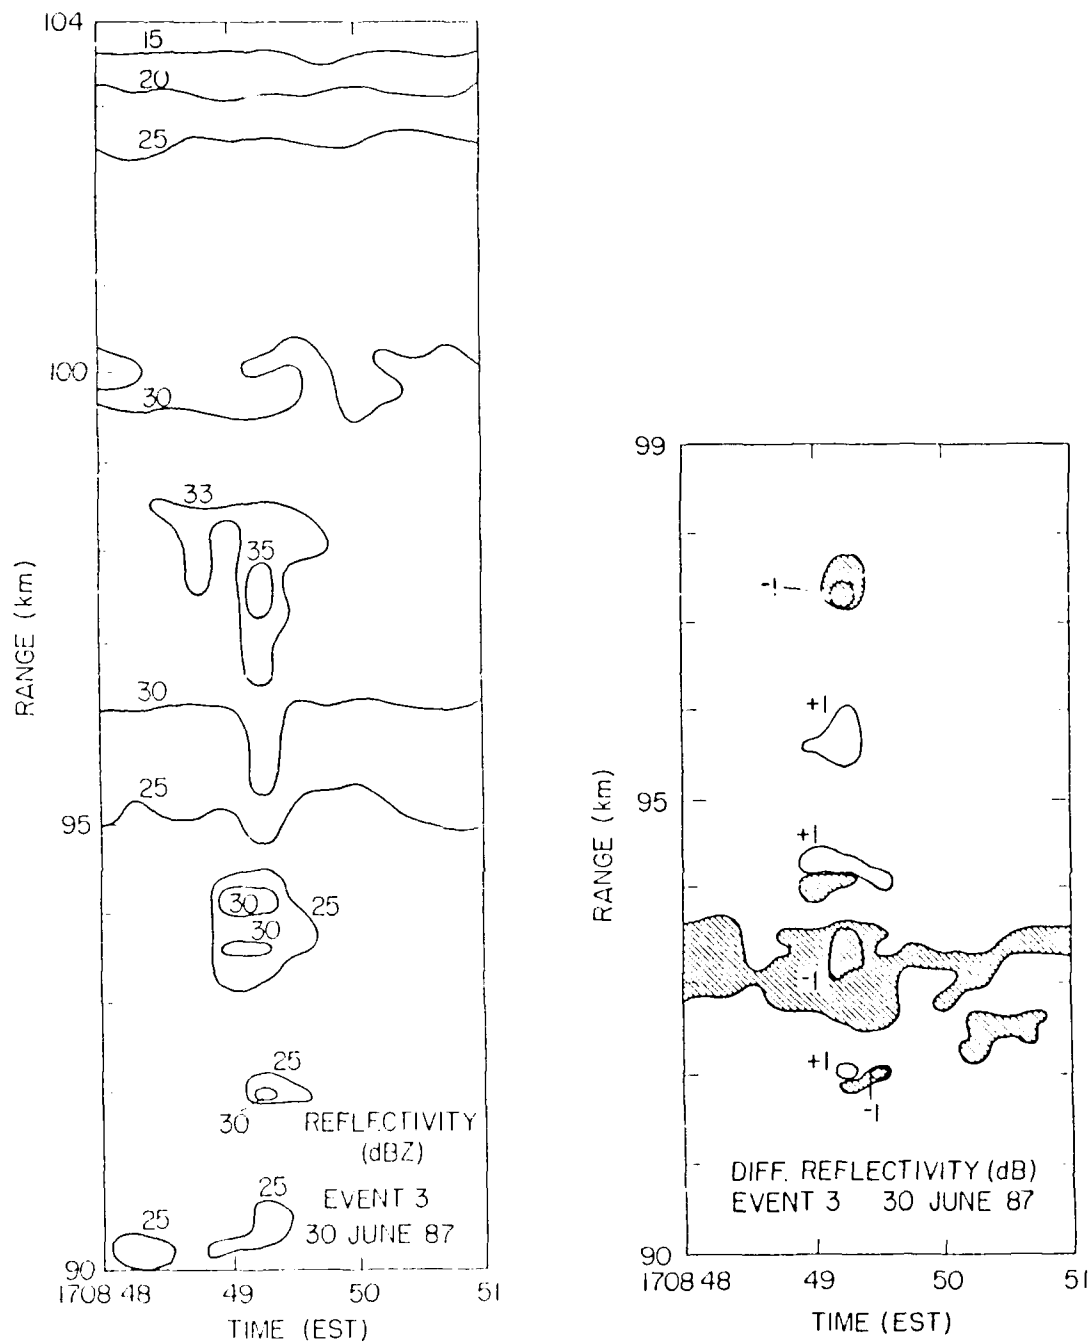 104
15
20
25
100
30
33
35
RANGE (km)
30
25
95
30
25
30
25
30
REFLECTIVITY
(dBZ)
25
EVENT 3
25
30 JUNE 87
90
1708 48 49 50 51
TIME (EST)
99
-1
+1
RANGE (km)
95
+1
-1
+1
-1
DIFF. REFLECTIVITY (dB)
EVENT 3 30 JUNE 87
90
1708 48 49 50 51
TIME (EST)